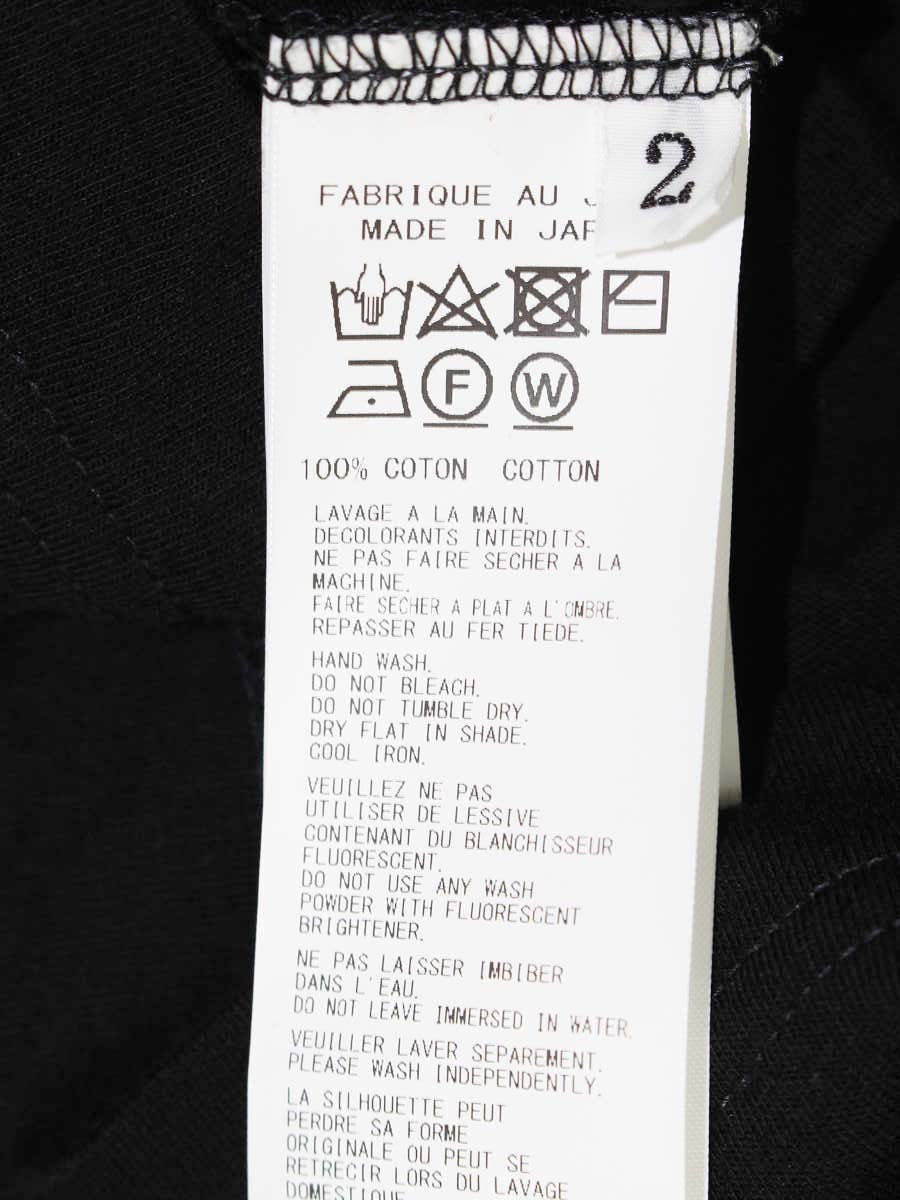 2
FABRIQUE AU
MADE IN
F W
100% COTON COTTON
LAVAGE A LA MAIN.
DECOLORANTS INTERDITS.
NE PAS FAIRE SECHER A LA
MACHINE.
FAIRE SECHER A PLAT A L'OMBRE.
REPASSER AU FER TIEDE.
HAND WASH.
DO NOT BLEACH.
DO NOT TUMBLE DRY.
DRY FLAT IN SHADE.
COOL IRON.
VEUILLEZ NE PAS
UTILISER DE LESSIVE
CONTENANT DU BLANCHISSEUR
FLUORESCENT.
DO NOT USE ANY WASH
POWDER WITH FLUORESCENT
BRIGHTENER.
NE PAS LAISSER IMBIBER
DANS L'EAU.
DO NOT LEAVE IMMERSED IN WATER.
VEUILLER LAVER SEPAREMENT.
PLEASE WASH INDEPENDENTLY.
LA SILHOUETTE PEUT
PERDRE SA FORME
ORIGINALE OU PEUT SE
RETRECIR LORS DU LAVAGE
DOMESTIQUE